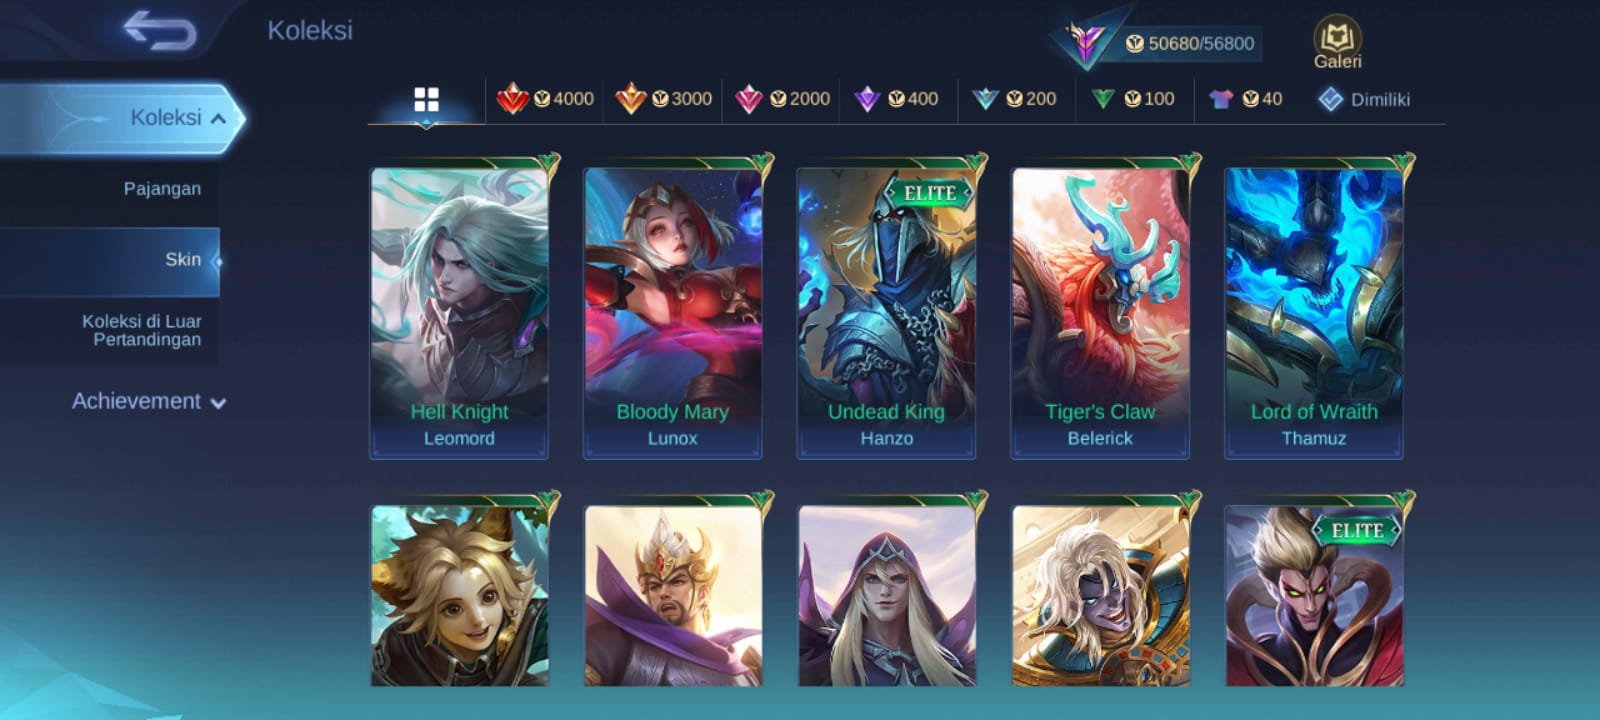 Koleksi
50680/56800
Galeri
4000
3000
2000
400
200
100
40
Dimiliki
Koleksi
Pajangan
Skin
Koleksi di Luar
Pertandingan
Achievement
ELITE
Hell Knight
Leomord
Bloody Mary
Lunox
Undead King
Hanzo
Tiger's Claw
Belerick
Lord of Wraith
Thamuz
ELITE